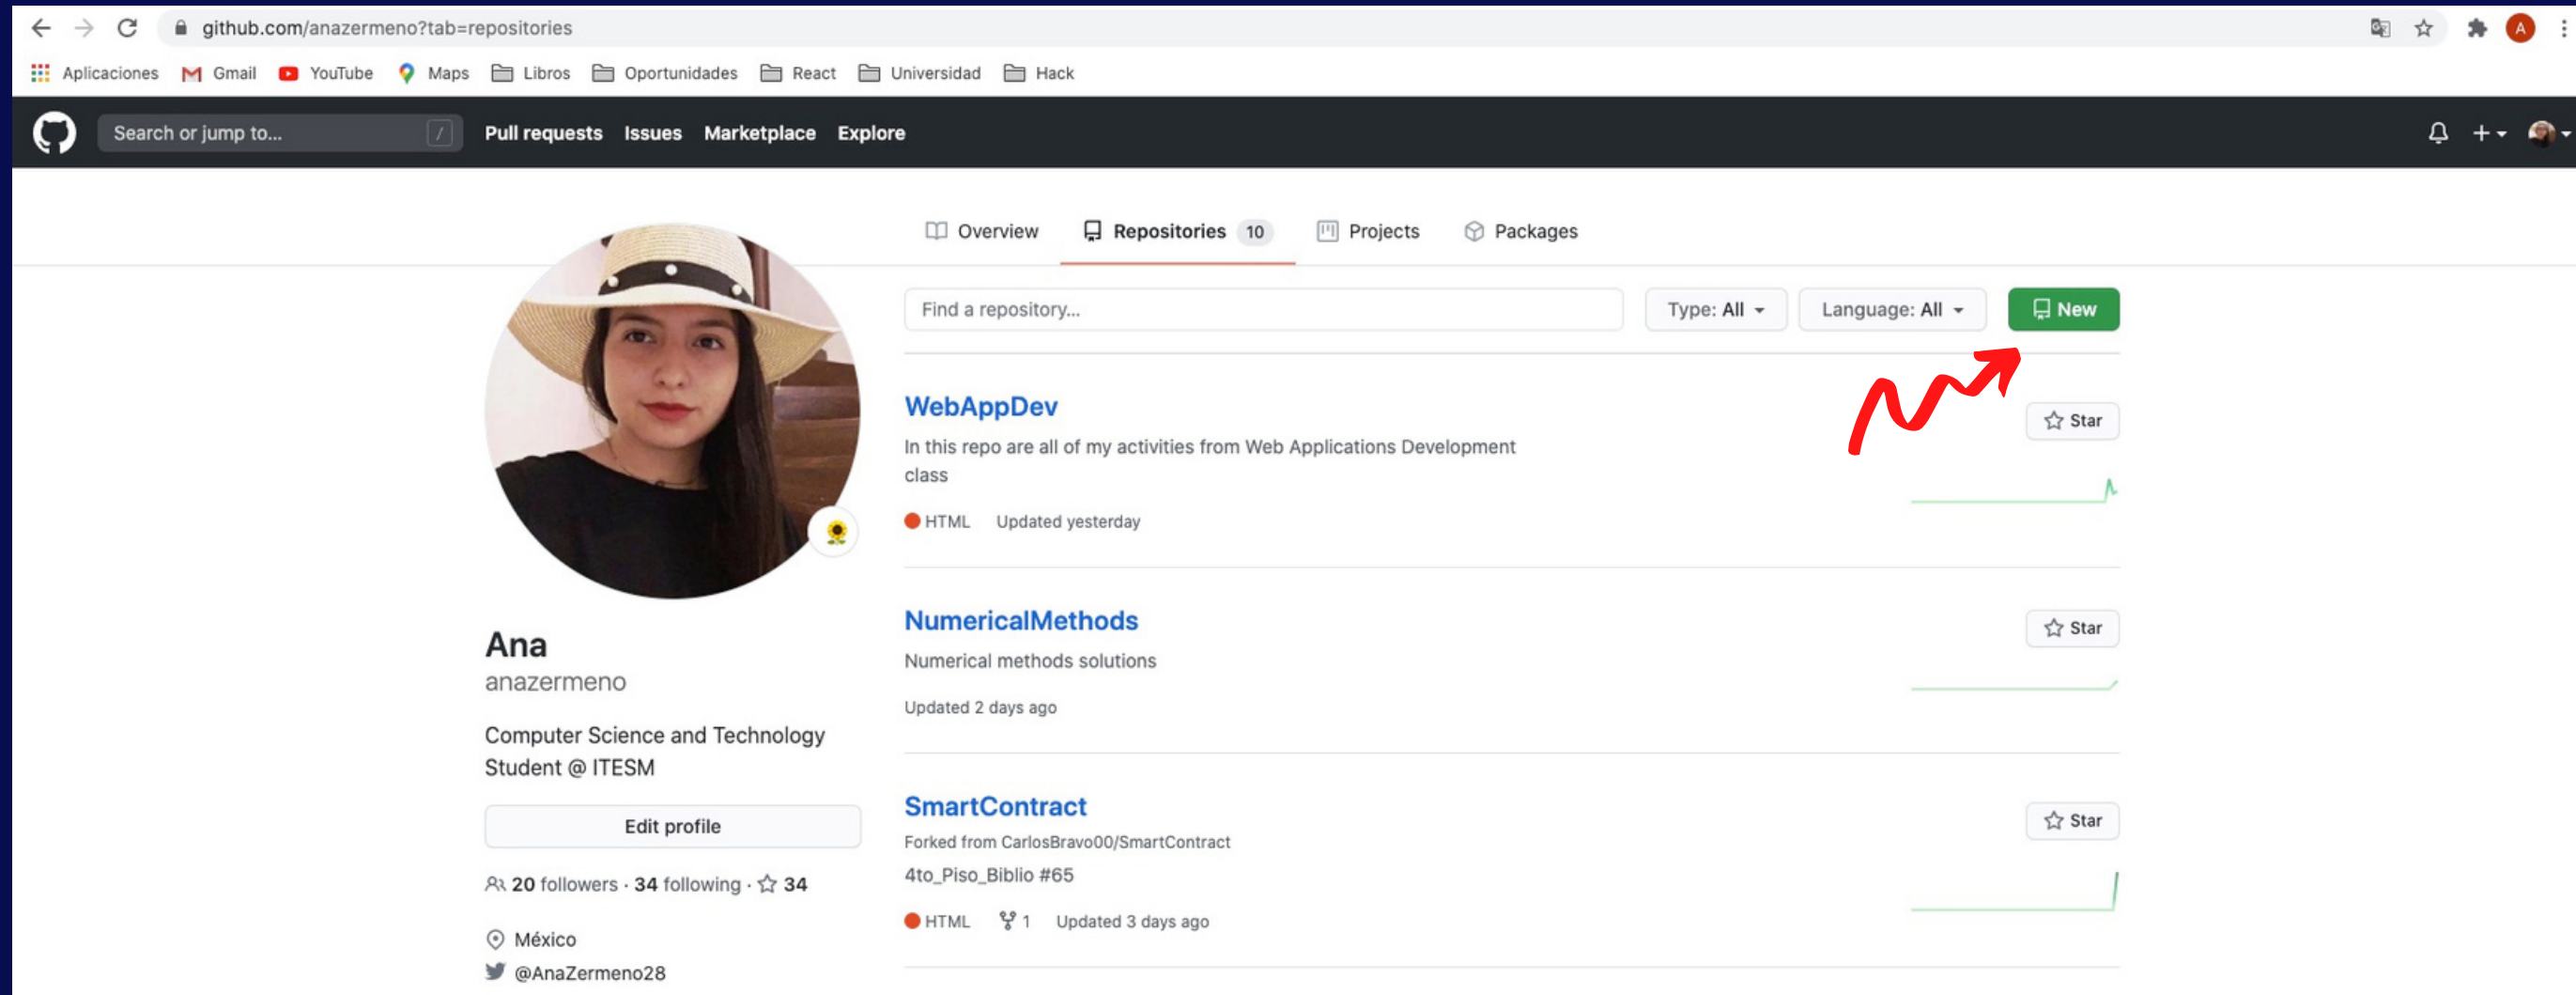 github.com/anazermeno?tab=repositories
A
Aplicaciones Gmail YouTube Maps Libros Oportunidades React Universidad Hack
Search or jump to... / Pull requests Issues Marketplace Explore
Overview Repositories 10 Projects Packages
Find a repository... Type: All Language: All New
WebAppDev
Star
In this repo are all of my activities from Web Applications Development
class
HTML Updated yesterday
NumericalMethods
Star
Numerical methods solutions
Updated 2 days ago
SmartContract
Star
Forked from CarlosBravo00/SmartContract
4to_Piso_Biblio #65
HTML 1 Updated 3 days ago
Ana
anazermeno
Computer Science and Technology
Student @ ITESM
Edit profile
20 followers · 34 following · 34
México
@AnaZermeno28